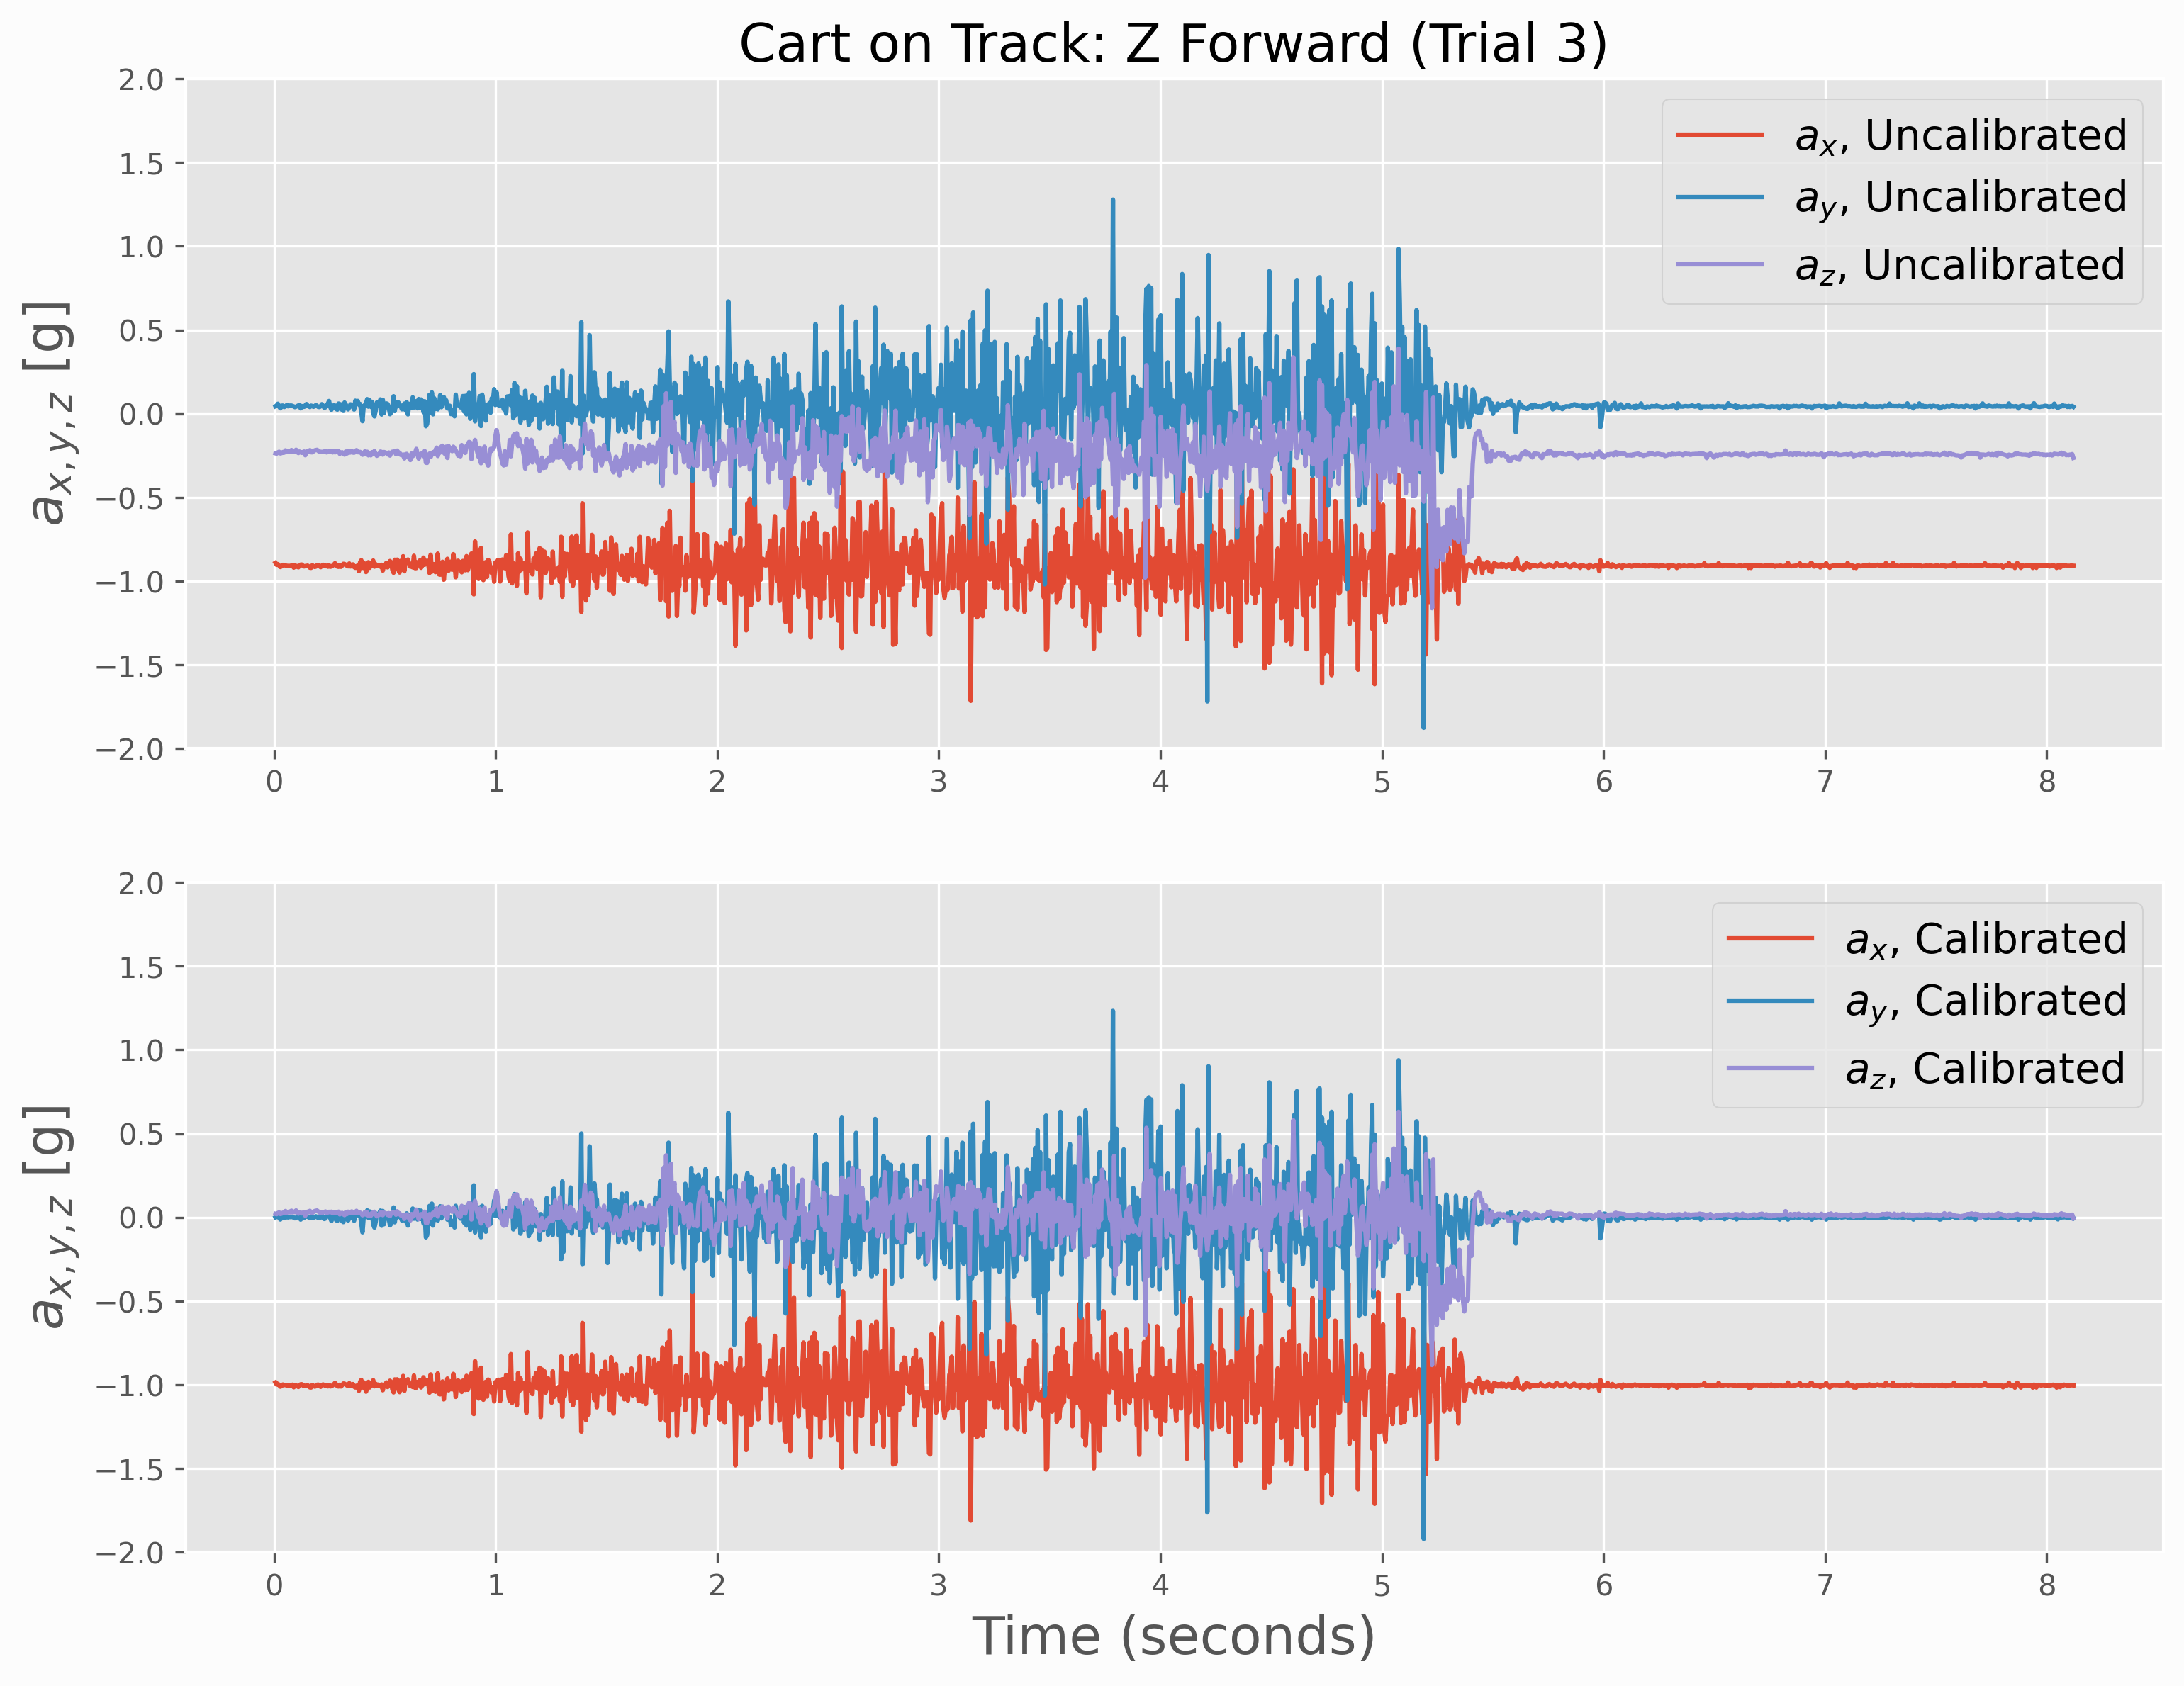 Cart on Track: Z Forward (Trial 3)
2.0
1.5
1.0
0.5
0.0
−0.5
−1.0
−1.5
−2.0
a_{x,y,z} [g]
a_x, Uncalibrated
a_y, Uncalibrated
a_z, Uncalibrated
0 1 2 3 4 5 6 7 8
2.0
1.5
1.0
0.5
0.0
−0.5
−1.0
−1.5
−2.0
a_{x,y,z} [g]
a_x, Calibrated
a_y, Calibrated
a_z, Calibrated
0 1 2 3 4 5 6 7 8
Time (seconds)